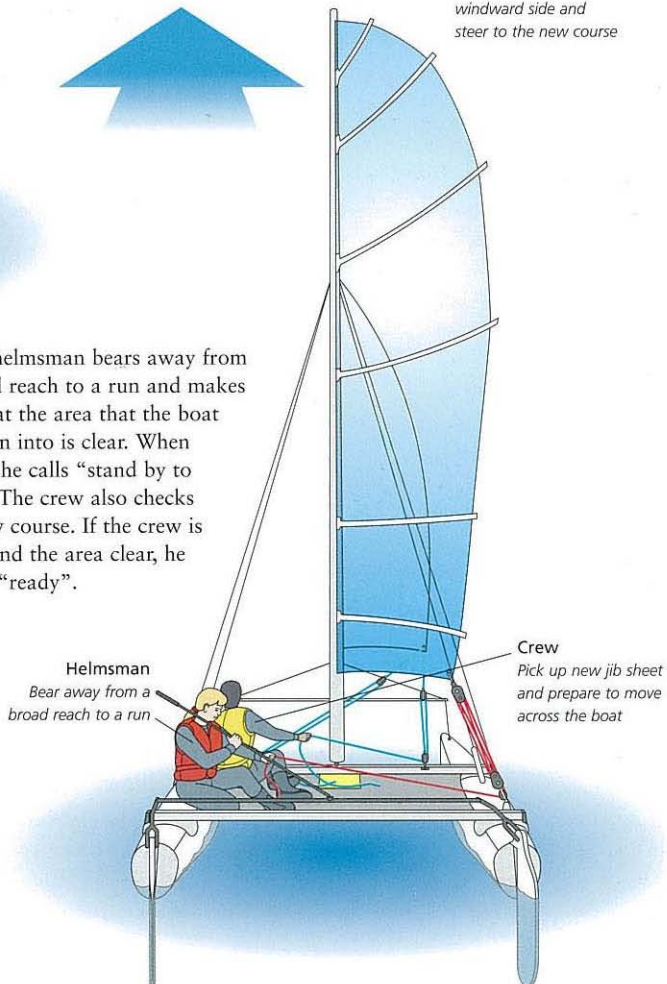 windward side and
steer to the new course
helmsman bears away from
reach to a run and makes
at the area that the boat
n into is clear. When
he calls “stand by to
The crew also checks
course. If the crew is
nd the area clear, he
“ready”.
Helmsman
Bear away from a
broad reach to a run
Crew
Pick up new jib sheet
and prepare to move
across the boat